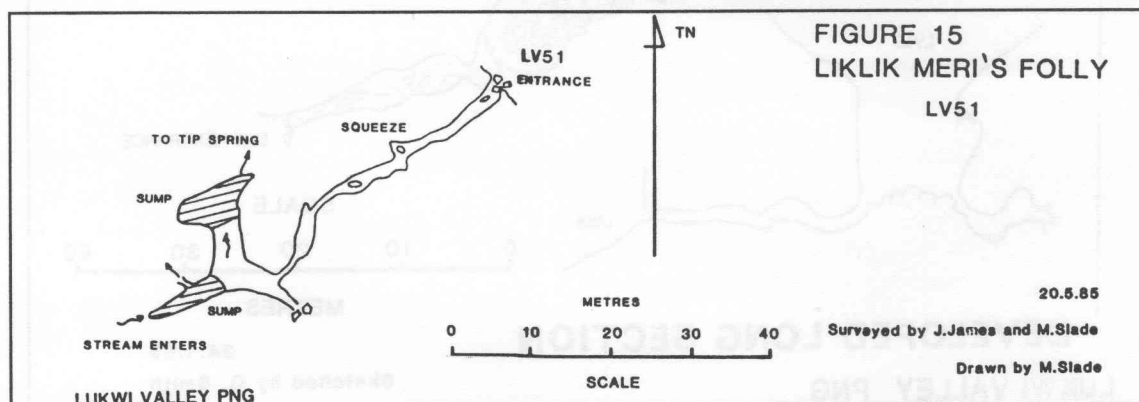 FIGURE 15
LIKLIK MERI'S FOLLY
LV51
TN
LV51
ENTRANCE
SQUEEZE
TO TIP SPRING
SUMP
SUMP
STREAM ENTERS
LUKWI VALLEY PNG
METRES
0 10 20 30 40
SCALE
20.5.85
Surveyed by J.James and M.Slade
Drawn by M.Slade